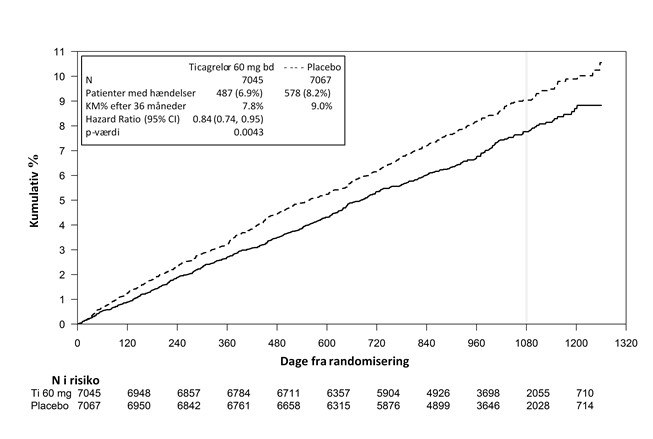 11
10
9
8
7
6
5
4
3
2
1
0
Kumulativ %
Ticagrelor 60 mg bd ---- Placebo
N 7045 7067
Patienter med hændelser 487 (6.9%) 578 (8.2%)
KM% efter 36 måneder 7.8% 9.0%
Hazard Ratio (95% CI) 0.84 (0.74, 0.95)
p-værdi 0.0043
0 120 240 360 480 600 720 840 960 1080 1200 1320
Dage fra randomisering
N i risiko
Ti 60 mg 7045 6948 6857 6784 6711 6357 5904 4926 3698 2055 710
Placebo 7067 6950 6842 6761 6658 6315 5876 4899 3646 2028 714